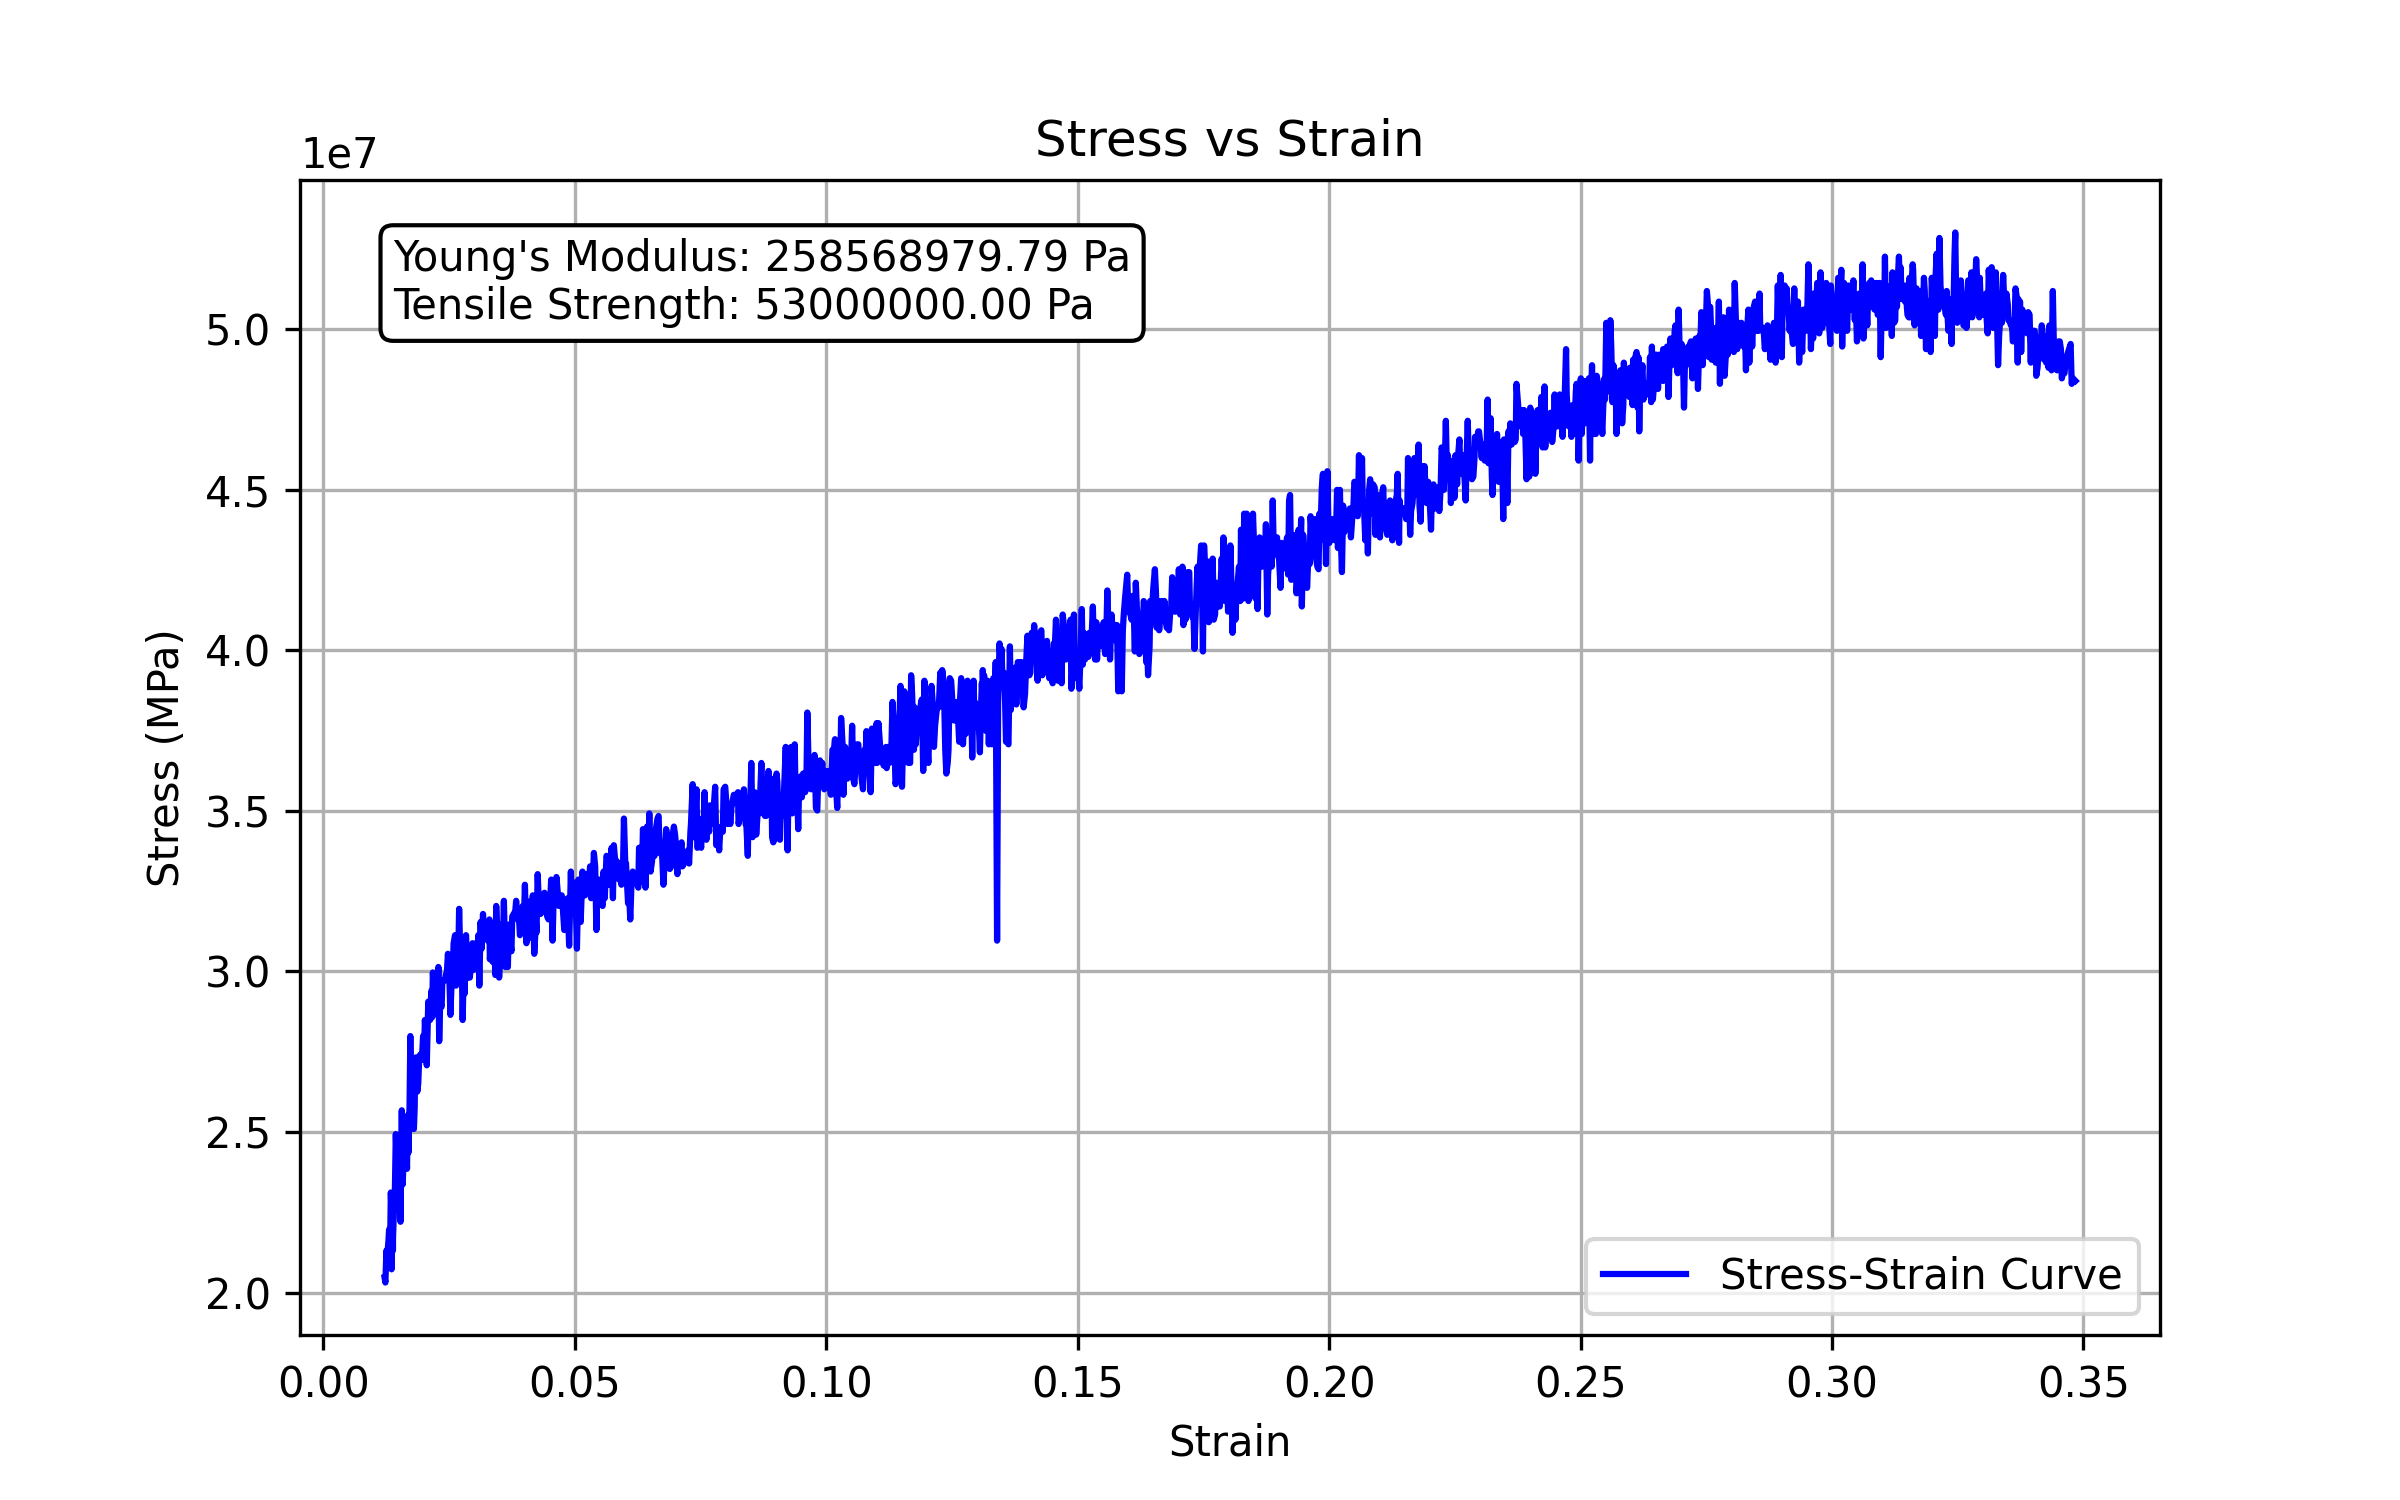 Stress vs Strain
1e7
Young's Modulus: 258568979.79 Pa
Tensile Strength: 53000000.00 Pa
5.0
4.5
4.0
3.5
3.0
2.5
2.0
Stress (MPa)
Stress-Strain Curve
0.00 0.05 0.10 0.15 0.20 0.25 0.30 0.35
Strain